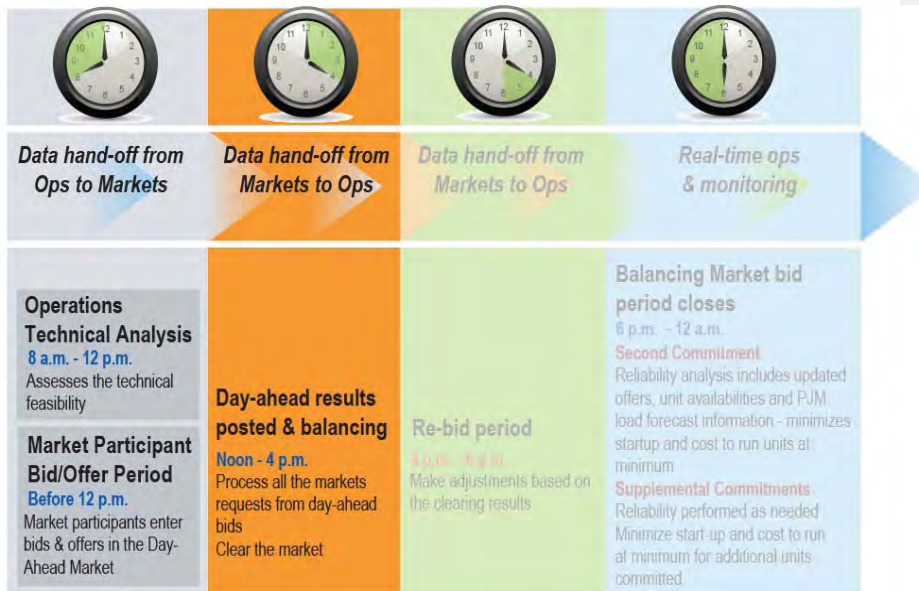 Data hand-off from
Ops to Markets
Data hand-off from
Markets to Ops
Data hand-off from
Markets to Ops
Real-time ops
& monitoring
Operations
Technical Analysis
8 a.m. - 12 p.m.
Assesses the technical
feasibility
Market Participant
Bid/Offer Period
Before 12 p.m.
Market participants enter
bids & offers in the Day-
Ahead Market
Day-ahead results
posted & balancing
Noon - 4 p.m.
Process all the markets
requests from day-ahead
bids
Clear the market
Re-bid period
Make adjustments based on
the clearing results
Balancing Market bid
period closes
6 p.m. - 12 a.m.
Second Commitment
Reliability analysis includes updated
offers, unit availabilities and PJM
load forecast information - minimizes
startup and cost to run units at
minimum
Supplemental Commitments
Reliability performed as needed
Minimize start-up and cost to run
at minimum for additional units
committed